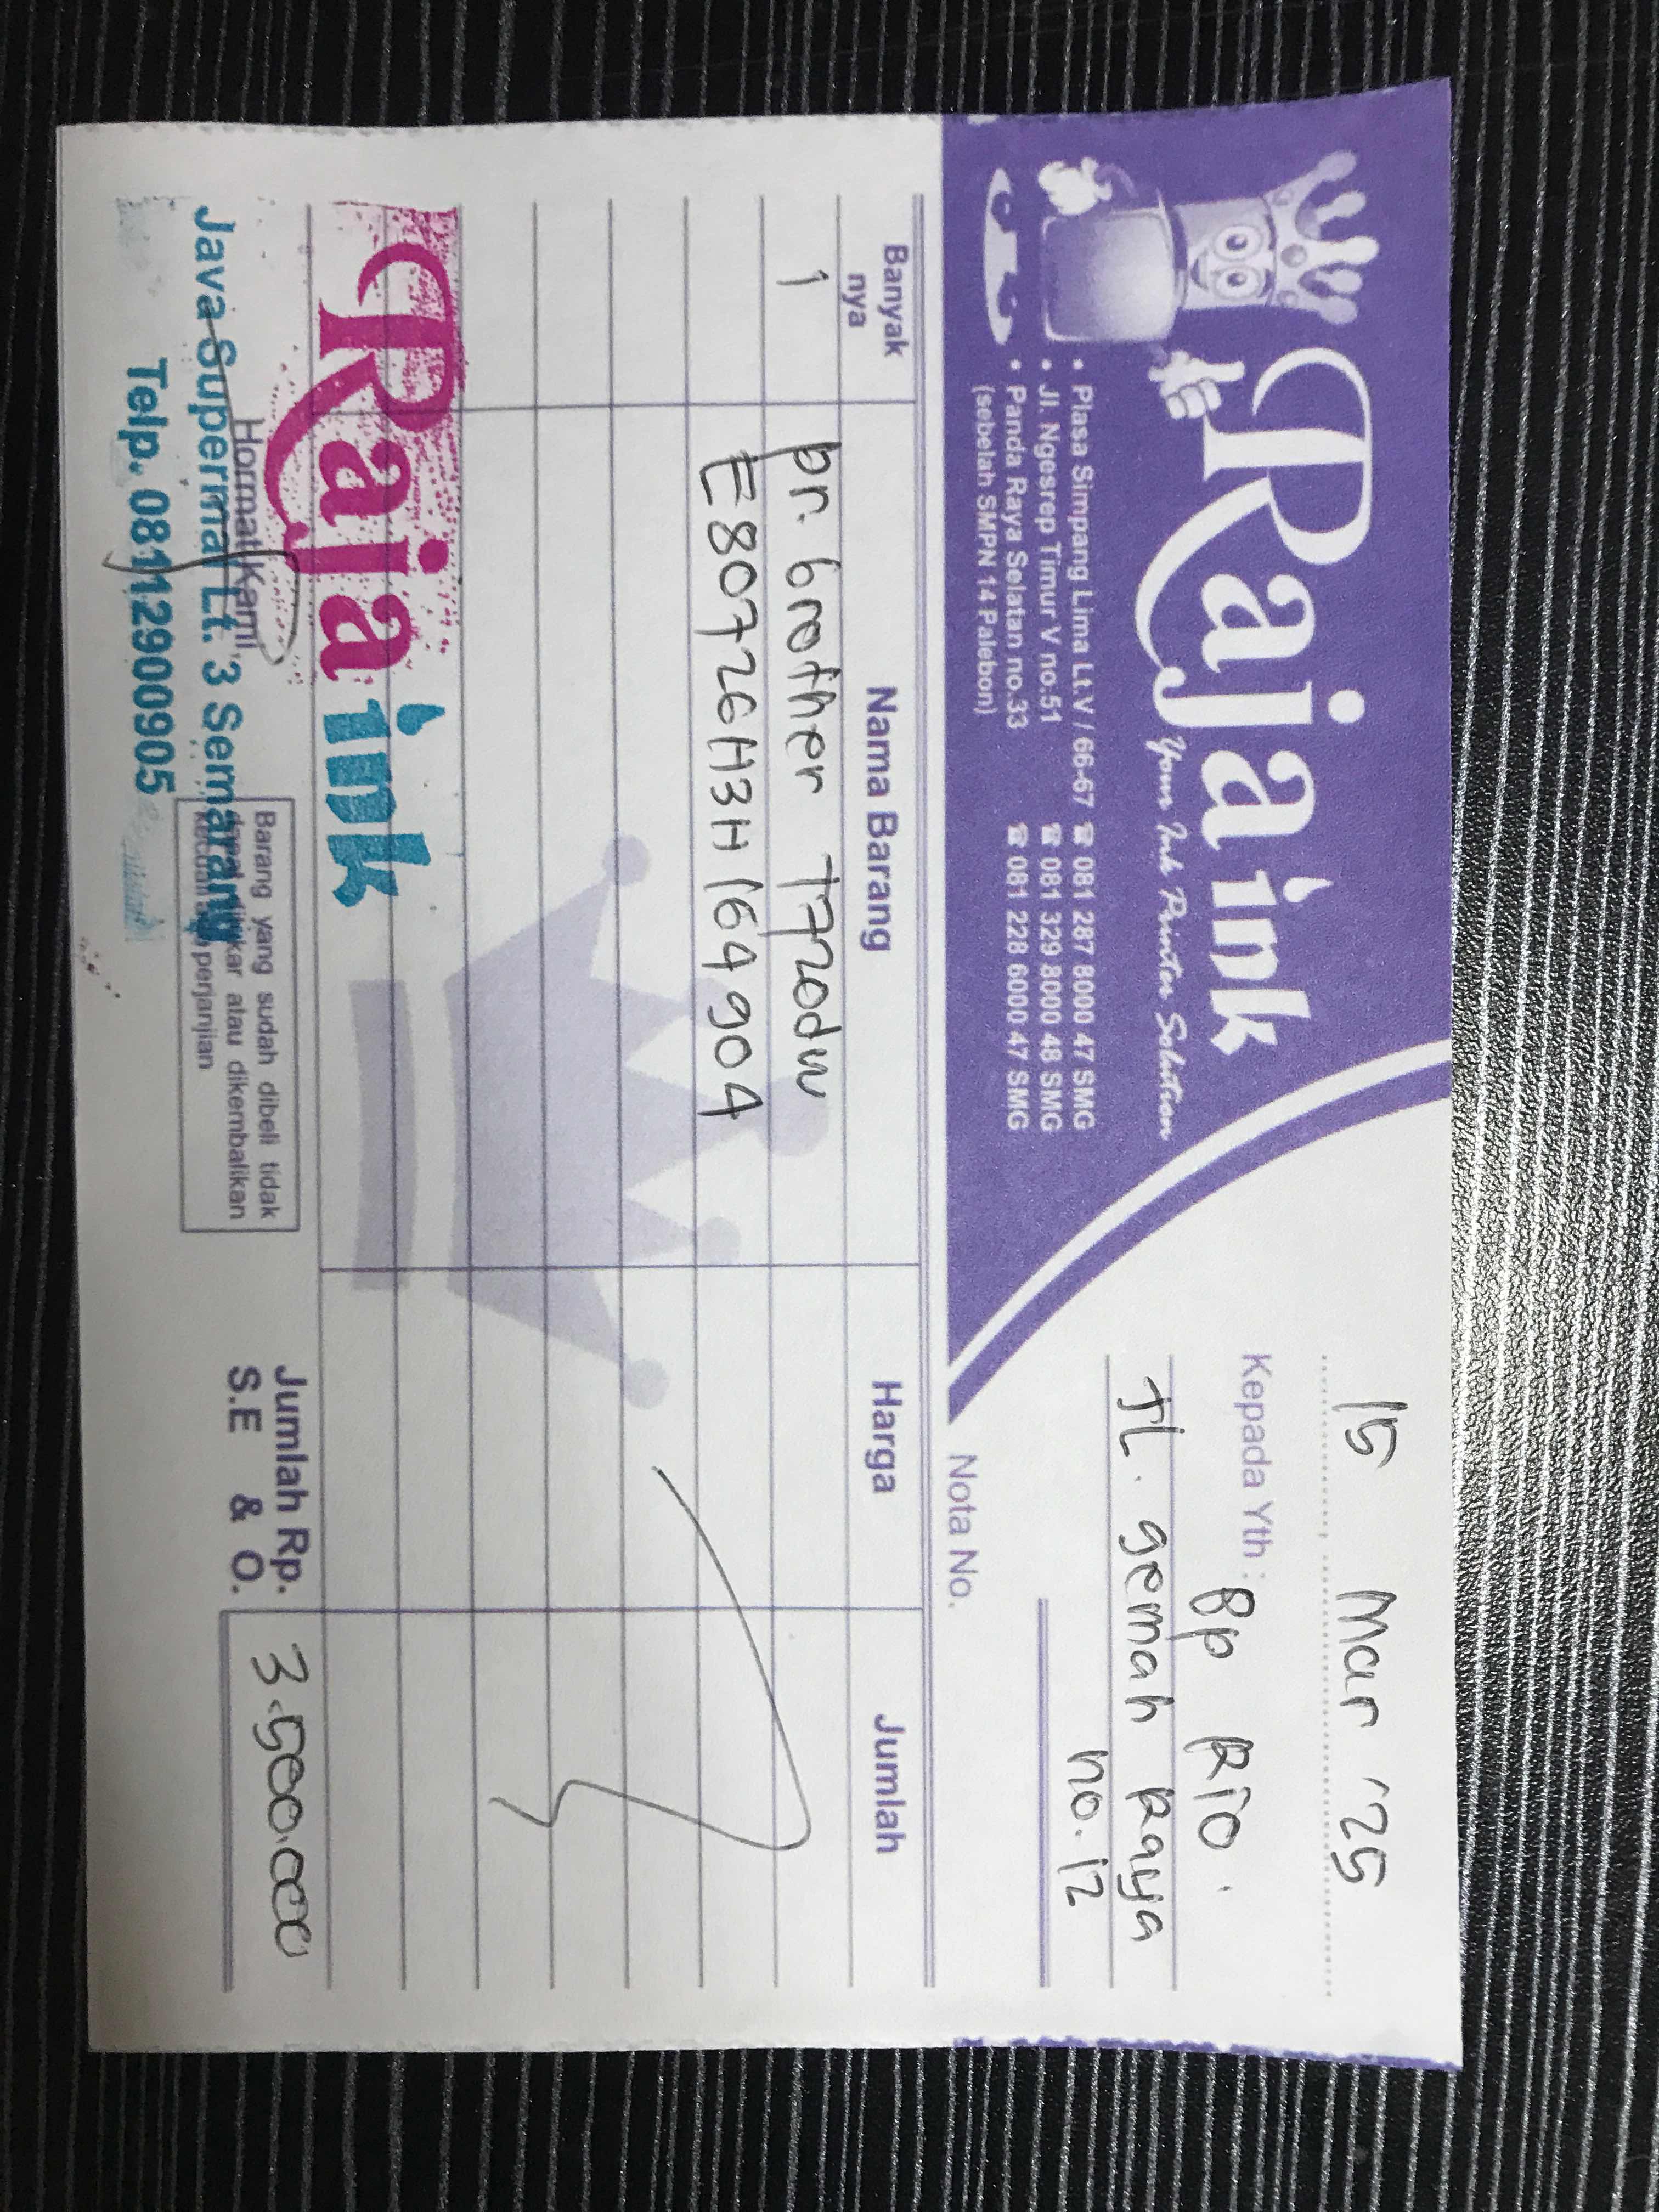 Raja ink
Your Ink Printer Solution
• Plasa Simpang Lima Lt.V / 66-67 ☎ 081 287 8000 47 SMG
• Jl. Ngesrep Timur V no.51 ☎ 081 329 8000 48 SMG
• Panda Raya Selatan no.33 ☎ 081 228 6000 47 SMG
(sebelah SMPN 14 Palebon)
15, Mar '25
Kepada Yth : Bp Rio.
JL. gemah Raya
no.12
Nota No.
Banyak nya Nama Barang Harga Jumlah
1 pr. brother T720dw
E80726H3H164904
Jumlah Rp. 3.500.000
S.E & O.
Raja ink
Hormat Kami,
Java Supermal Lt. 3 Semarang
Telp. 08112900905
Barang yang sudah dibeli tidak
dapat ditukar atau dikembalikan
kecuali perjanjian